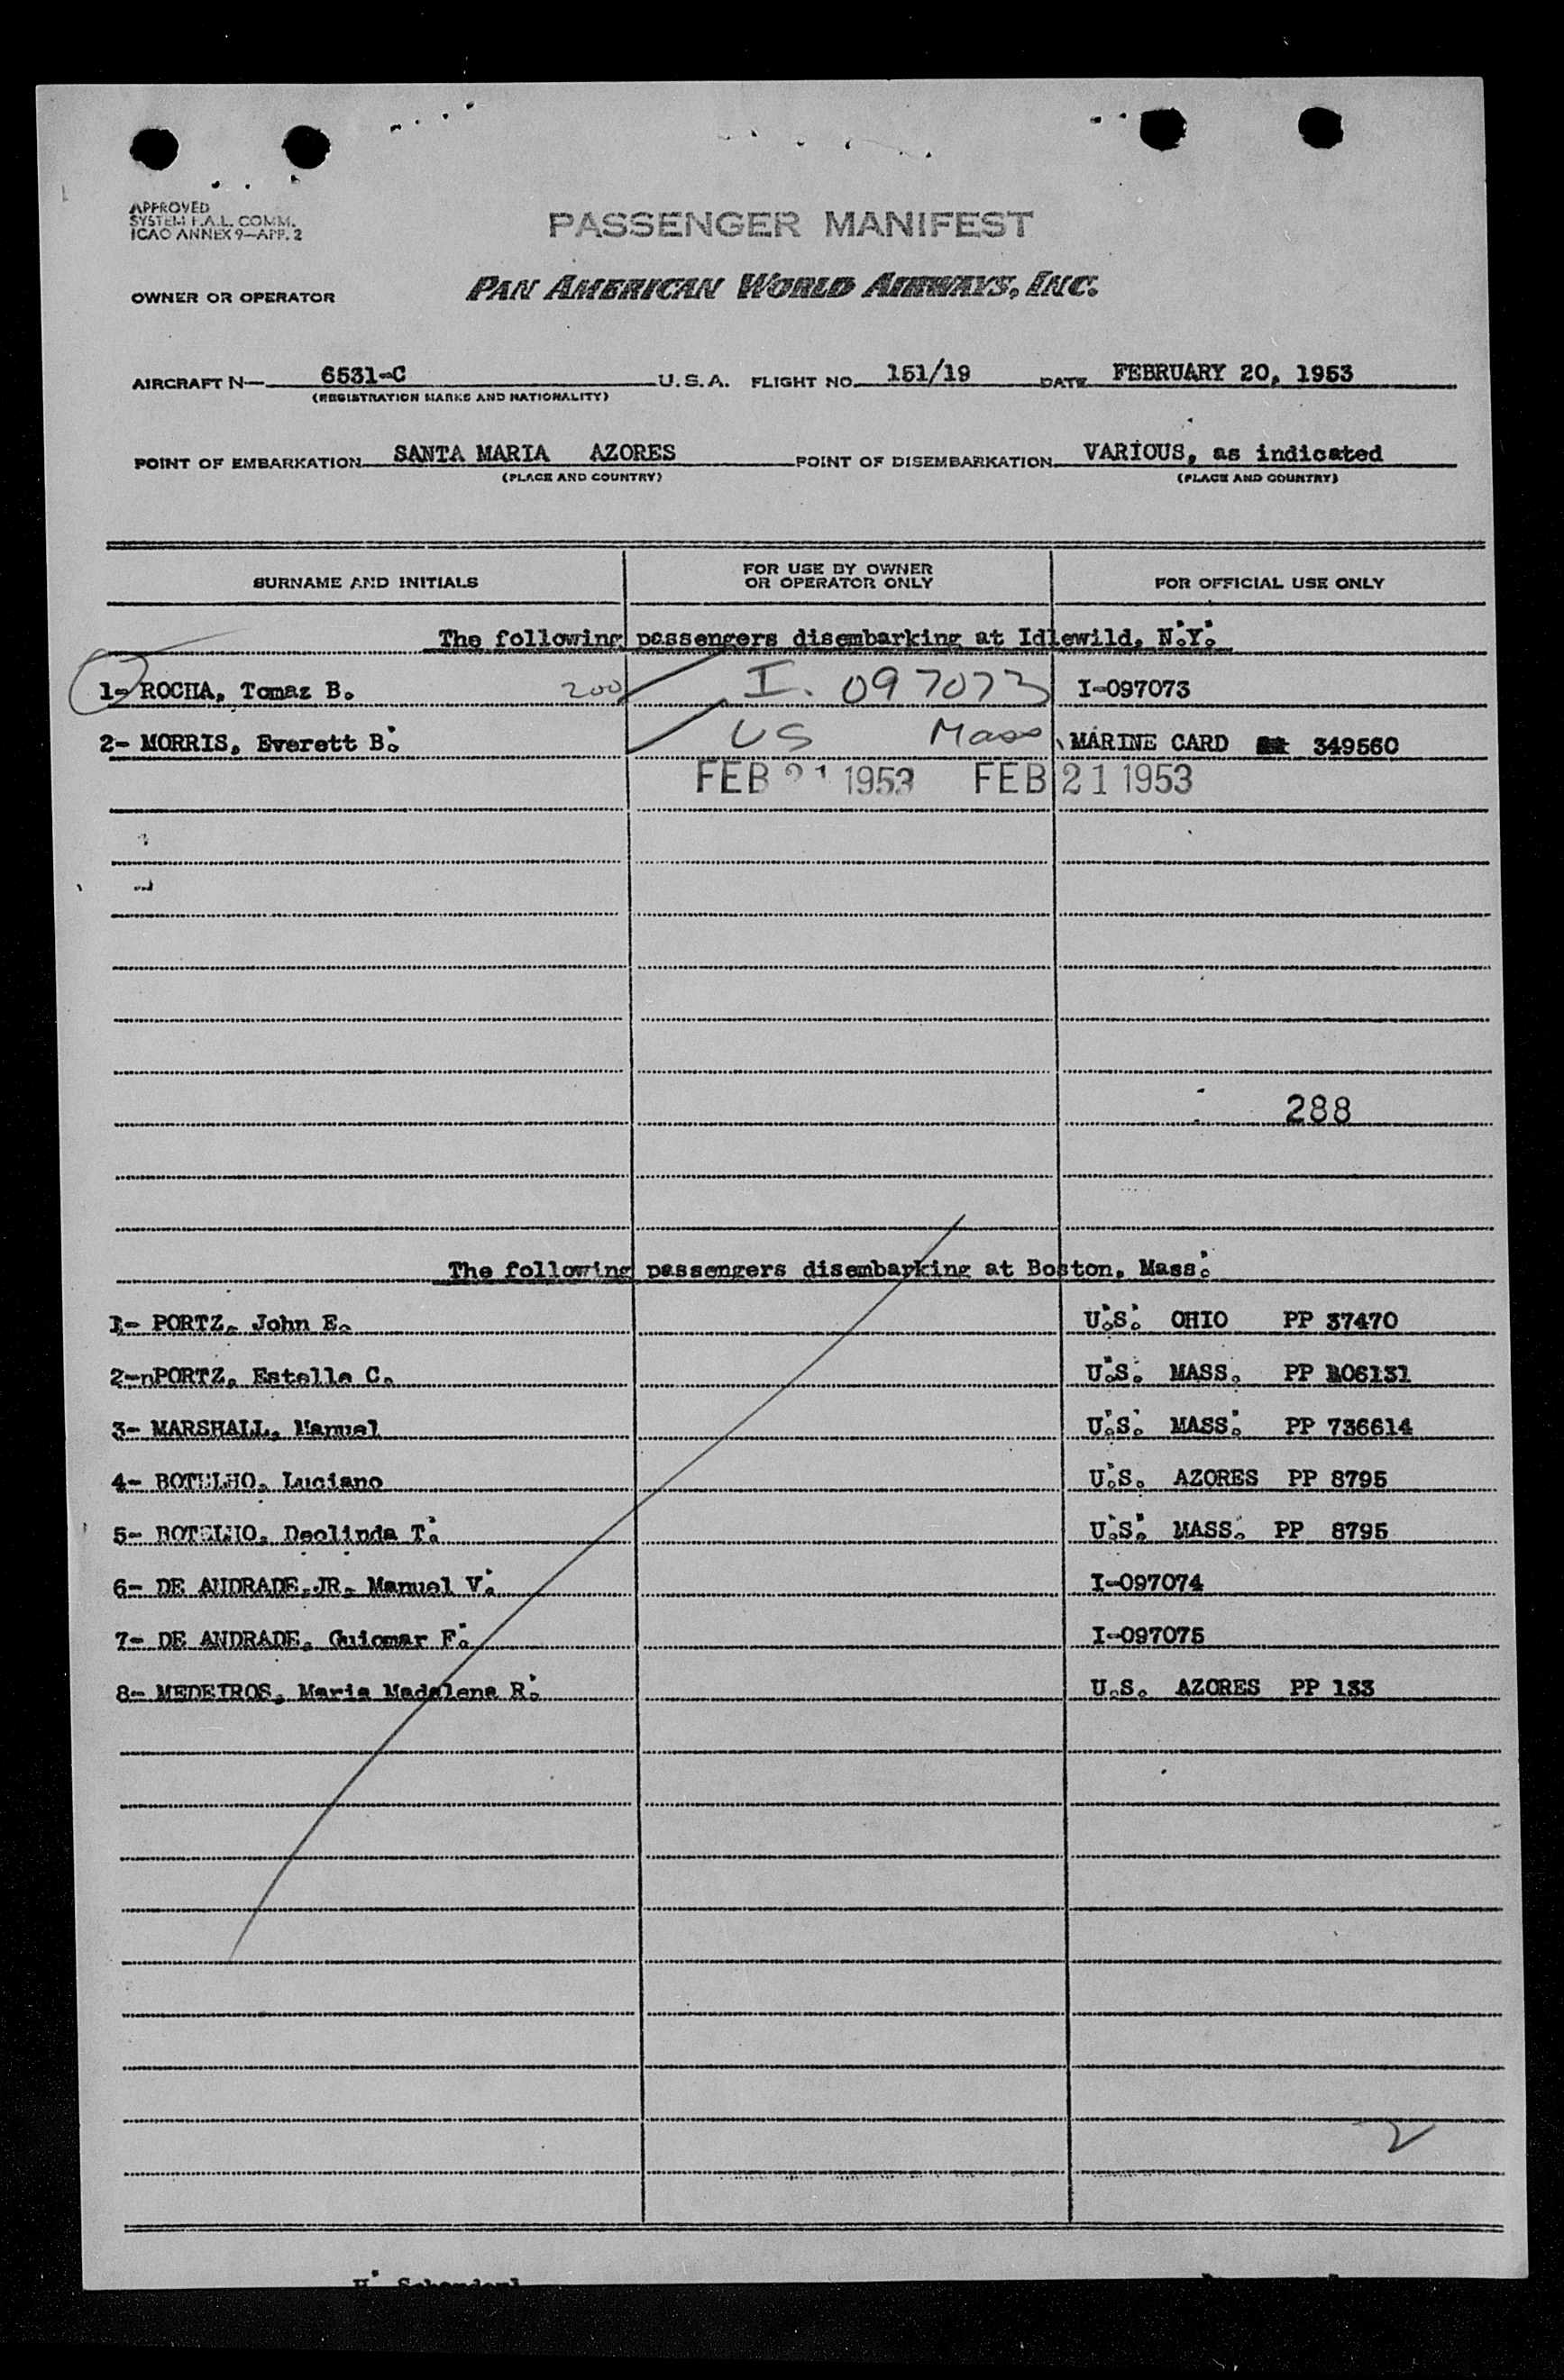 APPROVED
SYSTEM F.A.L. COMM.
ICAO ANNEX 9—APP. 2
PASSENGER MANIFEST
OWNER OR OPERATOR PAN AMERICAN WORLD AIRWAYS, INC.
AIRCRAFT N— 6531-C U.S.A. FLIGHT NO. 151/19 DATE FEBRUARY 20, 1953
(REGISTRATION MARKS AND NATIONALITY)
POINT OF EMBARKATION SANTA MARIA AZORES POINT OF DISEMBARKATION VARIOUS, as indicated
(PLACE AND COUNTRY) (PLACE AND COUNTRY)
SURNAME AND INITIALS FOR USE BY OWNER OR OPERATOR ONLY FOR OFFICIAL USE ONLY
The following passengers disembarking at Idlewild, N.Y.
1- ROCHA, Tomaz B. 200 I. 097073 I-097073
2- MORRIS, Everett B. US Mass MARINE CARD 349560
FEB 21 1953 FEB 21 1953
288
The following passengers disembarking at Boston, Mass.
1- PORTZ, John E. U.S. OHIO PP 37470
2-nPORTZ, Estelle C. U.S. MASS. PP 06131
3- MARSHALL, Manuel U.S. MASS. PP 736614
4- BOTELHO, Luciano U.S. AZORES PP 8795
5- BOTELHO, Deolinda T. U.S. MASS. PP 8795
6- DE ANDRADE,JR. Manuel V. I-097074
7- DE ANDRADE, Guiomar F. I-097075
8- MEDEIROS, Maria Madalena R. U.S. AZORES PP 133
2